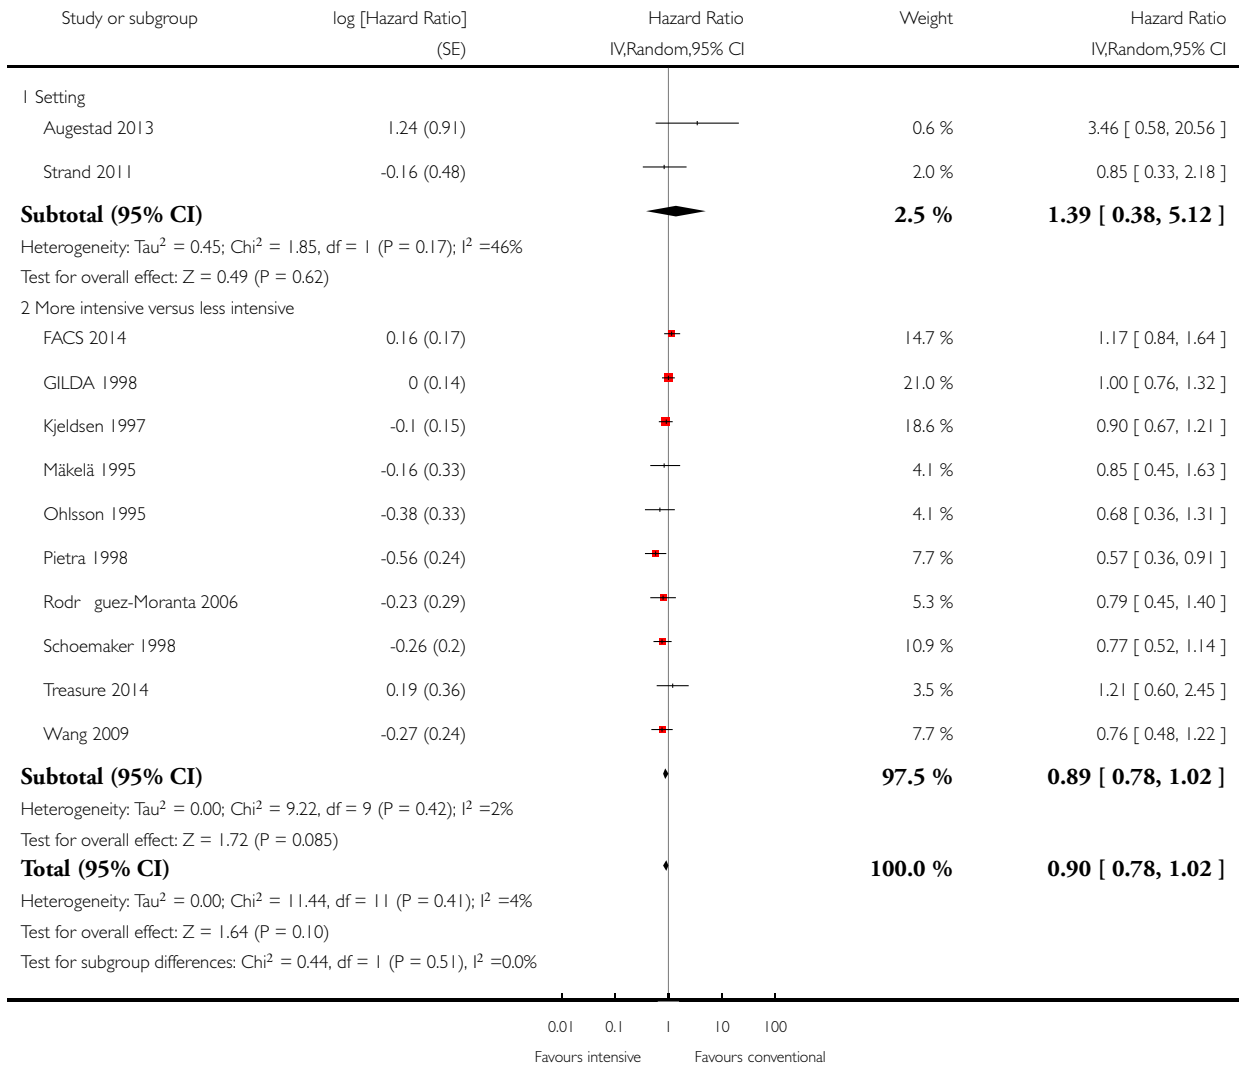 Study or subgroup log [Hazard Ratio] Hazard Ratio Weight Hazard Ratio
(SE) IV,Random,95% CI IV,Random,95% CI
1 Setting
Augestad 2013 1.24 (0.91) 0.6 % 3.46 [ 0.58, 20.56 ]
Strand 2011 -0.16 (0.48) 2.0 % 0.85 [ 0.33, 2.18 ]
Subtotal (95% CI) 2.5 % 1.39 [ 0.38, 5.12 ]
Heterogeneity: Tau² = 0.45; Chi² = 1.85, df = 1 (P = 0.17); I² =46%
Test for overall effect: Z = 0.49 (P = 0.62)
2 More intensive versus less intensive
FACS 2014 0.16 (0.17) 14.7 % 1.17 [ 0.84, 1.64 ]
GILDA 1998 0 (0.14) 21.0 % 1.00 [ 0.76, 1.32 ]
Kjeldsen 1997 -0.1 (0.15) 18.6 % 0.90 [ 0.67, 1.21 ]
Mäkelä 1995 -0.16 (0.33) 4.1 % 0.85 [ 0.45, 1.63 ]
Ohlsson 1995 -0.38 (0.33) 4.1 % 0.68 [ 0.36, 1.31 ]
Pietra 1998 -0.56 (0.24) 7.7 % 0.57 [ 0.36, 0.91 ]
Rodr guez-Moranta 2006 -0.23 (0.29) 5.3 % 0.79 [ 0.45, 1.40 ]
Schoemaker 1998 -0.26 (0.2) 10.9 % 0.77 [ 0.52, 1.14 ]
Treasure 2014 0.19 (0.36) 3.5 % 1.21 [ 0.60, 2.45 ]
Wang 2009 -0.27 (0.24) 7.7 % 0.76 [ 0.48, 1.22 ]
Subtotal (95% CI) 97.5 % 0.89 [ 0.78, 1.02 ]
Heterogeneity: Tau² = 0.00; Chi² = 9.22, df = 9 (P = 0.42); I² =2%
Test for overall effect: Z = 1.72 (P = 0.085)
Total (95% CI) 100.0 % 0.90 [ 0.78, 1.02 ]
Heterogeneity: Tau² = 0.00; Chi² = 11.44, df = 11 (P = 0.41); I² =4%
Test for overall effect: Z = 1.64 (P = 0.10)
Test for subgroup differences: Chi² = 0.44, df = 1 (P = 0.51), I² =0.0%
0.01 0.1 1 10 100
Favours intensive Favours conventional